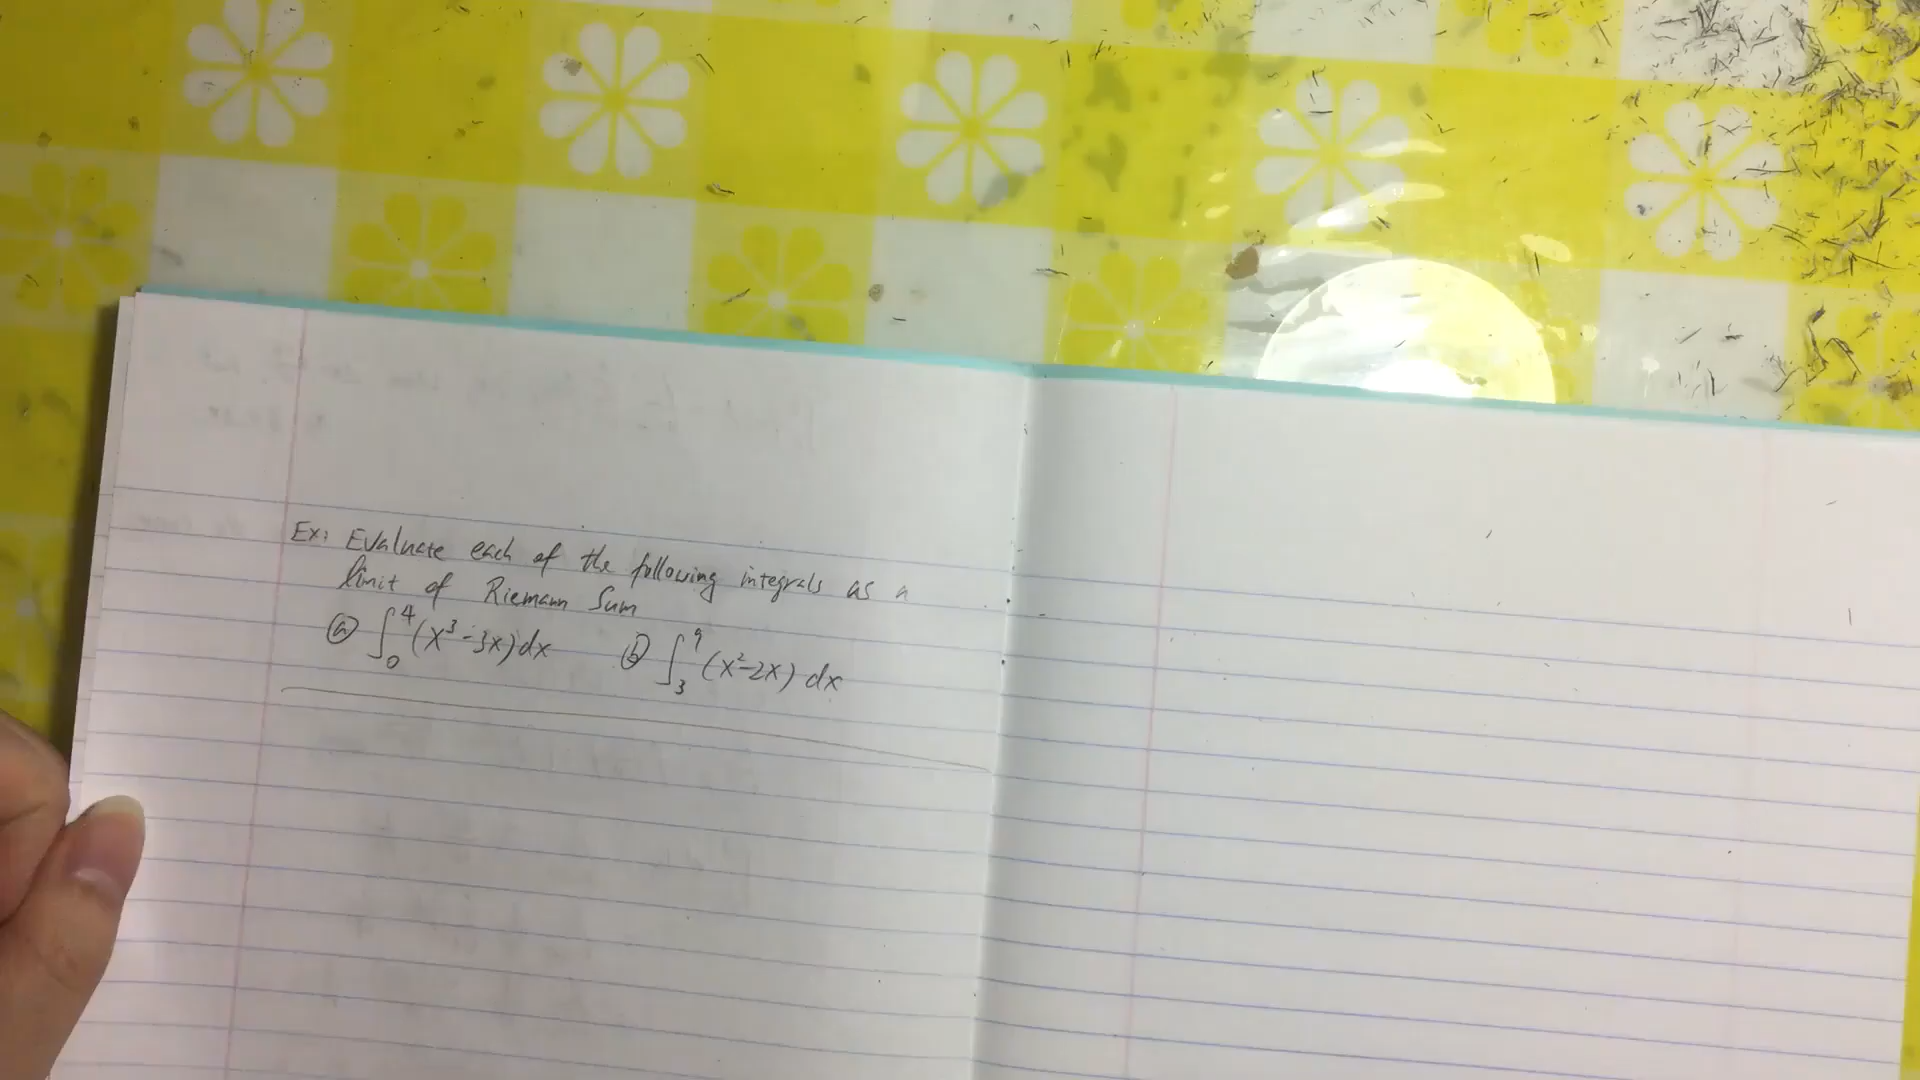 Ex: Evaluate each of the following integrals as a
limit of Riemann Sum
ⓐ ∫₀⁴ (x³-3x)dx ⓑ ∫₃⁹ (x²-2x) dx